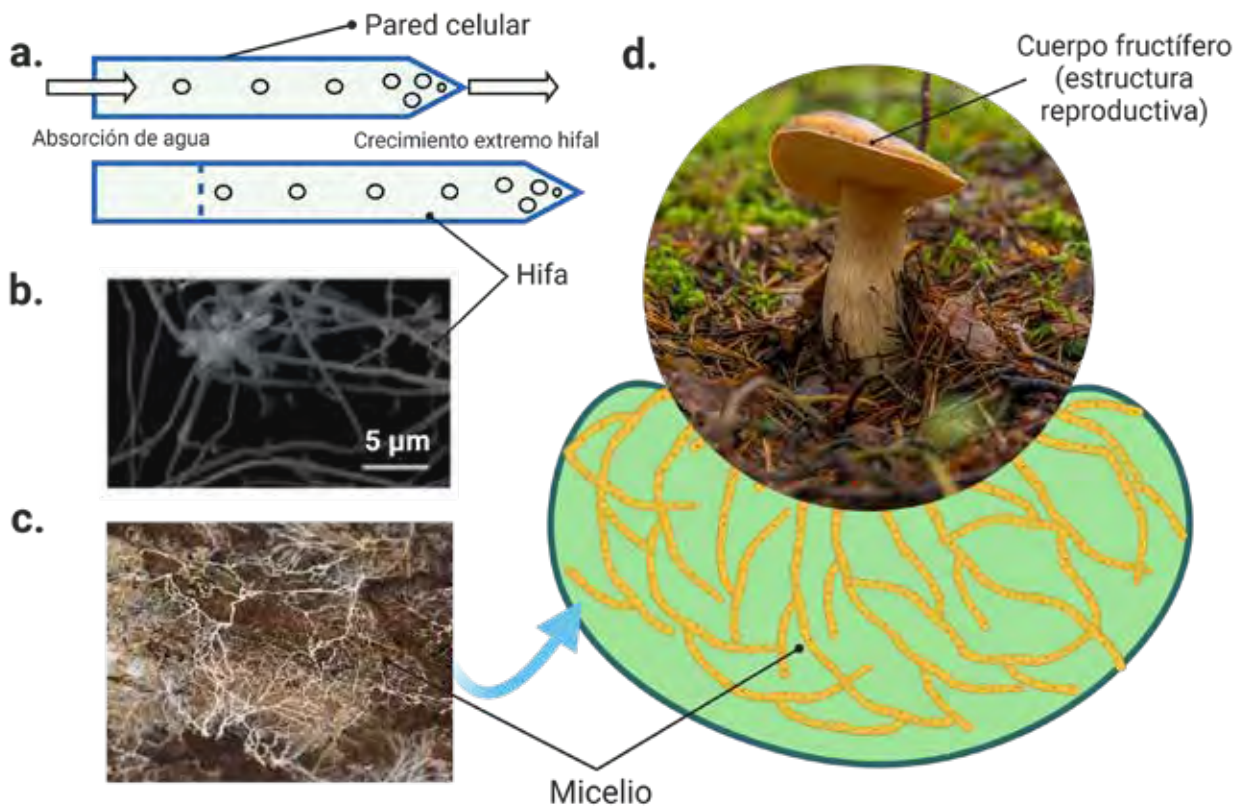 a.
Pared celular
Absorción de agua
Crecimiento extremo hifal
Hifa
b.
5 µm
c.
Micelio
d.
Cuerpo fructífero
(estructura
reproductiva)